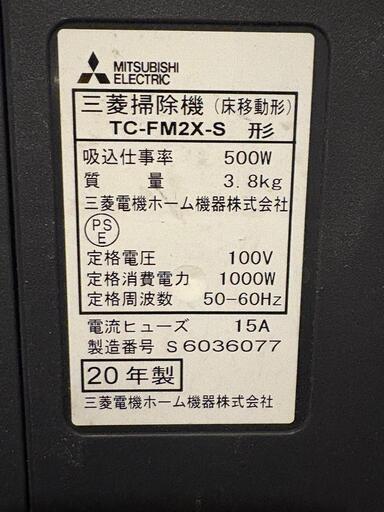 MITSUBISHI
ELECTRIC
三菱掃除機（床移動形）
TC-FM2X-S 形
吸込仕事率 500W
質量 3.8kg
三菱電機ホーム機器株式会社
PS
E
定格電圧 100V
定格消費電力 1000W
定格周波数 50-60Hz
電流ヒューズ 15A
製造番号 S6036077
20年製
三菱電機ホーム機器株式会社